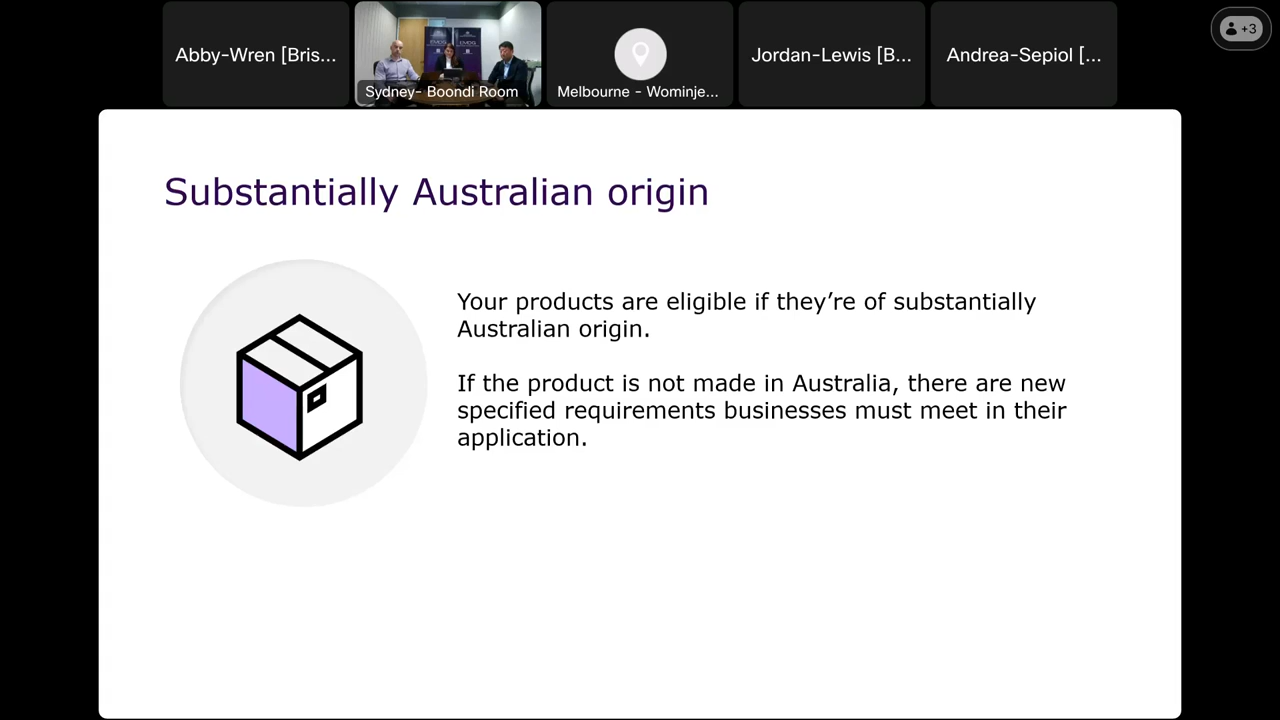 Abby-Wren [Bris...
Sydney- Boondi Room
Melbourne - Wominje...
Jordan-Lewis [B...
Andrea-Sepiol [...
+3
Substantially Australian origin
Your products are eligible if they’re of substantially
Australian origin.
If the product is not made in Australia, there are new
specified requirements businesses must meet in their
application.